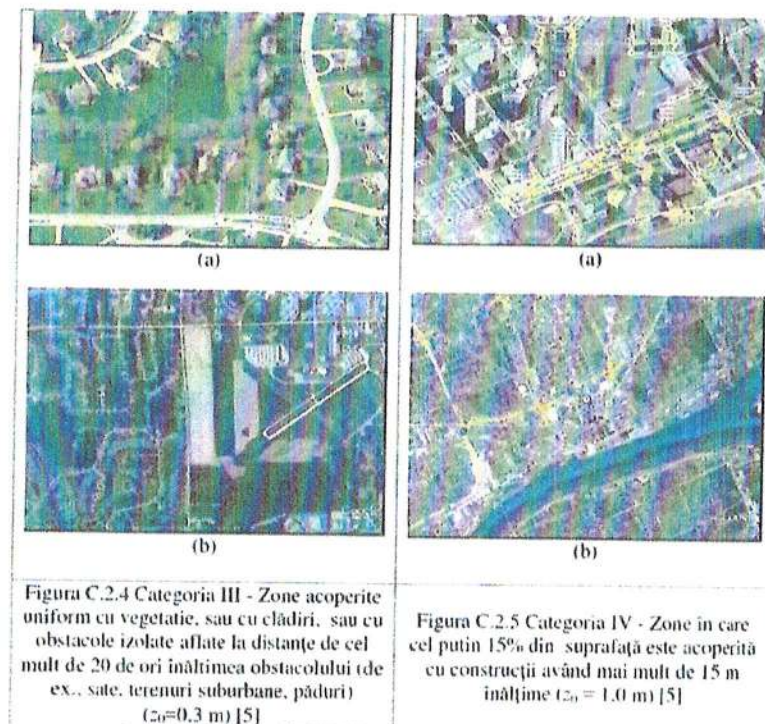 (a)
(a)
(b)
(b)
Figura C.2.4 Categoria III - Zone acoperite
uniform cu vegetatie, sau cu clădiri, sau cu
obstacole izolate aflate la distanțe de cel
mult de 20 de ori inăltimea obstacolului (de
ex., sate, terenuri suburbane, păduri)
(z₀=0.3 m) [5]
Figura C.2.5 Categoria IV - Zone in care
cel putin 15% din suprafață este acoperită
cu construcții având mai mult de 15 m
inălțime (z₀ = 1.0 m) [5]